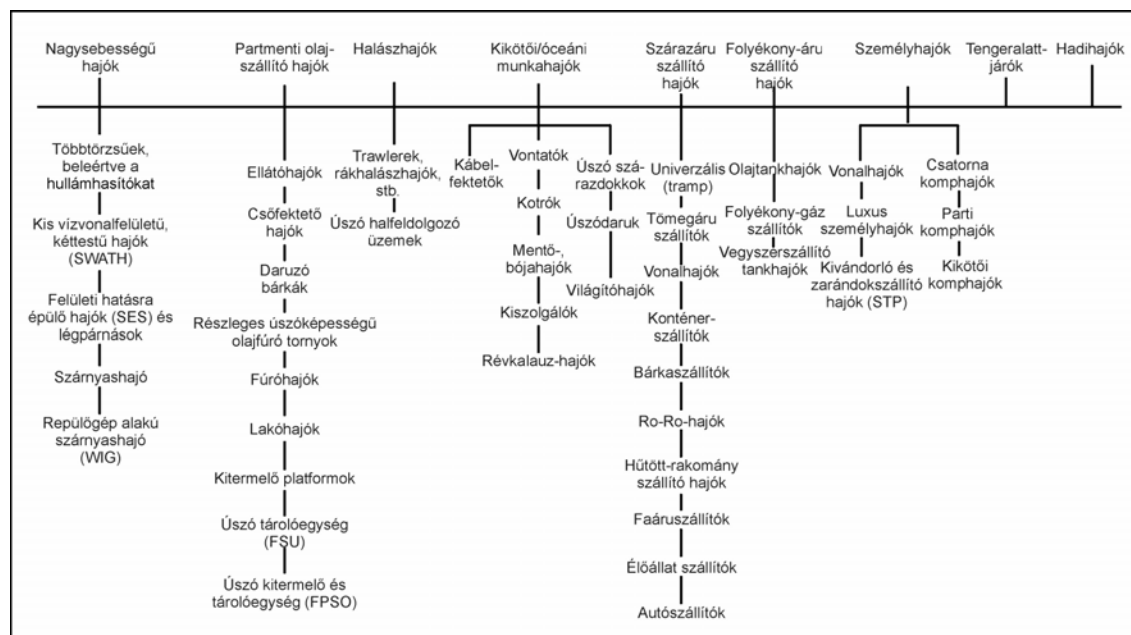 Nagysebességű
hajók
Partmenti olaj-
szállító hajók
Halászhajók
Kikötői/óceáni
munkahajók
Szárazáru
szállító
hajók
Folyékony-áru
szállító
hajók
Személyhajók
Tengeralatt-
járók
Hadihajók
Többtörzsűek,
beleértve a
hullámhasítókat
Kis vízvonalfelületű,
kéttestű hajók
(SWATH)
Felületi hatásra
épülő hajók (SES) és
légpárnások
Szárnyashajó
Repülőgép alakú
szárnyashajó
(WIG)
Ellátóhajók
Csőfektető
hajók
Daruzó
bárkák
Részleges úszóképességű
olajfúró tornyok
Fúróhajók
Lakóhajók
Kitermelő platformok
Úszó tárolóegység
(FSU)
Úszó kitermelő és
tárolóegység (FPSO)
Trawlerek,
rákhalászhajók,
stb.
Úszó halfeldolgozó
üzemek
Kábel-
fektetők
Vontatók
Kotrók
Mentő-,
bójahajók
Kiszolgálók
Révkalauz-hajók
Úszó szá-
razdokkok
Úszódaruk
Világítóhajók
Univerzális
(tramp)
Tömegáru
szállítók
Vonalhajók
Konténer-
szállítók
Bárkaszállítók
Ro-Ro-hajók
Hűtött-rakomány
szállító hajók
Faáruszállítók
Élőállat szállítók
Autószállítók
Olajtankhajók
Folyékony-gáz
szállítók
Vegyszerszállító
tankhajók
Vonalhajók
Luxus
személyhajók
Kivándorló és
zarándokszállító
hajók (STP)
Csatorna
komphajók
Parti
komphajók
Kikötői
komphajók